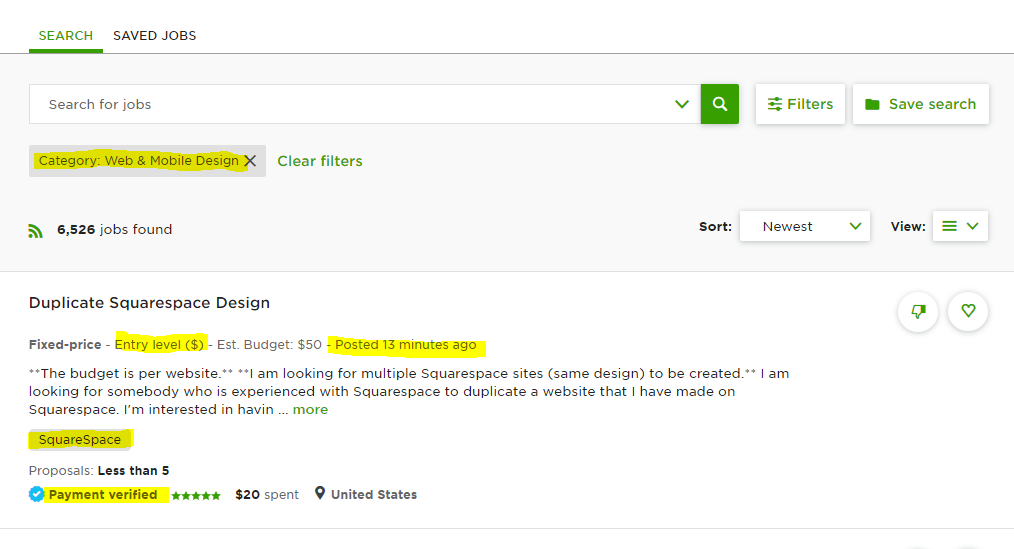 SEARCH SAVED JOBS
Search for jobs Filters Save search
Category: Web & Mobile Design Clear filters
6,526 jobs found Sort: Newest View:
Duplicate Squarespace Design
Fixed-price - Entry level ($) - Est. Budget: $50 - Posted 13 minutes ago
**The budget is per website.** **I am looking for multiple Squarespace sites (same design) to be created.** I am
looking for somebody who is experienced with Squarespace to duplicate a website that I have made on
Squarespace. I'm interested in havin ... more
SquareSpace
Proposals: Less than 5
Payment verified $20 spent United States